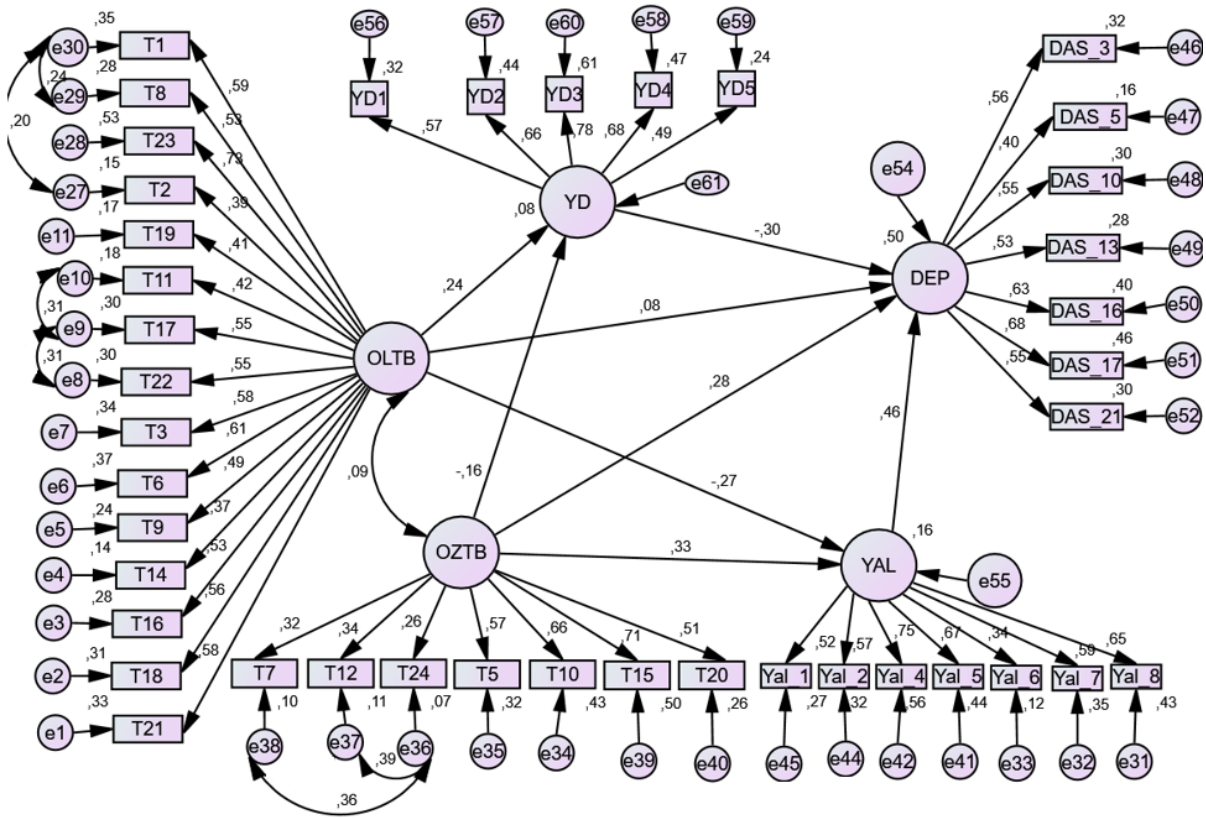 e30 ,35 T1
,24 e29 ,28 T8
,20
e28 ,53 T23
e27 ,15 T2
e11 ,17 T19
e10 ,18 T11
,31 e9 ,30 T17
,31 e8 ,30 T22
e7 ,34 T3
e6 ,37 T6
e5 ,24 T9
e4 ,14 T14
e3 ,28 T16
e2 ,31 T18
e1 ,33 T21
,59
,53
,73
,39
,41
,42
,55
,55
,58
,61
,49
,37
,53
,56
,58
OLTB
e56 e57 e60 e58 e59
,32 ,44 ,61 ,47 ,24
YD1 YD2 YD3 YD4 YD5
,57 ,66 ,78 ,68 ,49
YD
,08
e61
,24
-,16
-,30
,08
,28
-,27
,09
,33
,46
e54
,50
DEP
,56
,40
,55
,53
,63
,68
,55
,32 DAS_3 e46
,16 DAS_5 e47
,30 DAS_10 e48
,28 DAS_13 e49
,40 DAS_16 e50
,46 DAS_17 e51
,30 DAS_21 e52
OZTB
,32 ,34 ,26 ,57 ,66 ,71 ,51
T7 T12 T24 T5 T10 T15 T20
,10 ,11 ,07 ,32 ,43 ,50 ,26
e38 e37 e36 e35 e34 e39 e40
,39
,36
YAL
,16
e55
,52 ,57 ,75 ,67 ,34 ,59 ,65
Yal_1 Yal_2 Yal_4 Yal_5 Yal_6 Yal_7 Yal_8
,27 ,32 ,56 ,44 ,12 ,35 ,43
e45 e44 e42 e41 e33 e32 e31